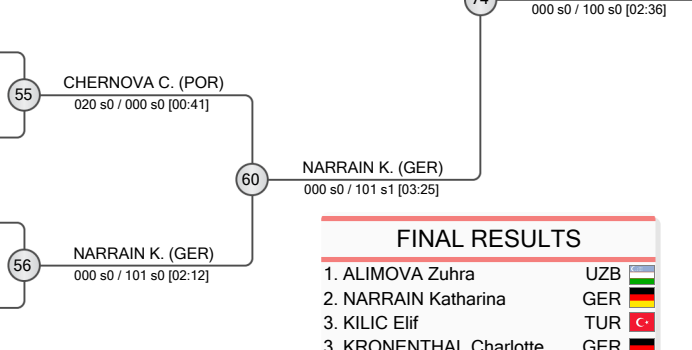 74
000 s0 / 100 s0 [02:36]
CHERNOVA C. (POR)
55
020 s0 / 000 s0 [00:41]
NARRAIN K. (GER)
60
000 s0 / 101 s1 [03:25]
NARRAIN K. (GER)
56
000 s0 / 101 s0 [02:12]
FINAL RESULTS
1. ALIMOVA Zuhra UZB
2. NARRAIN Katharina GER
3. KILIC Elif TUR
3. KRONENTHAL Charlotte GER